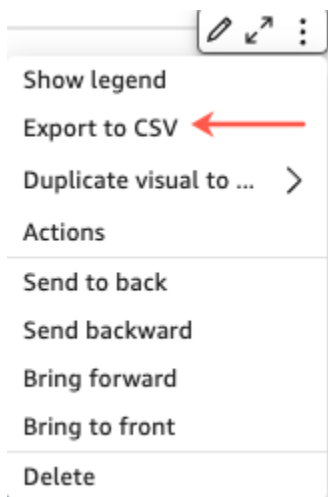 Show legend
Export to CSV
Duplicate visual to ...
Actions
Send to back
Send backward
Bring forward
Bring to front
Delete